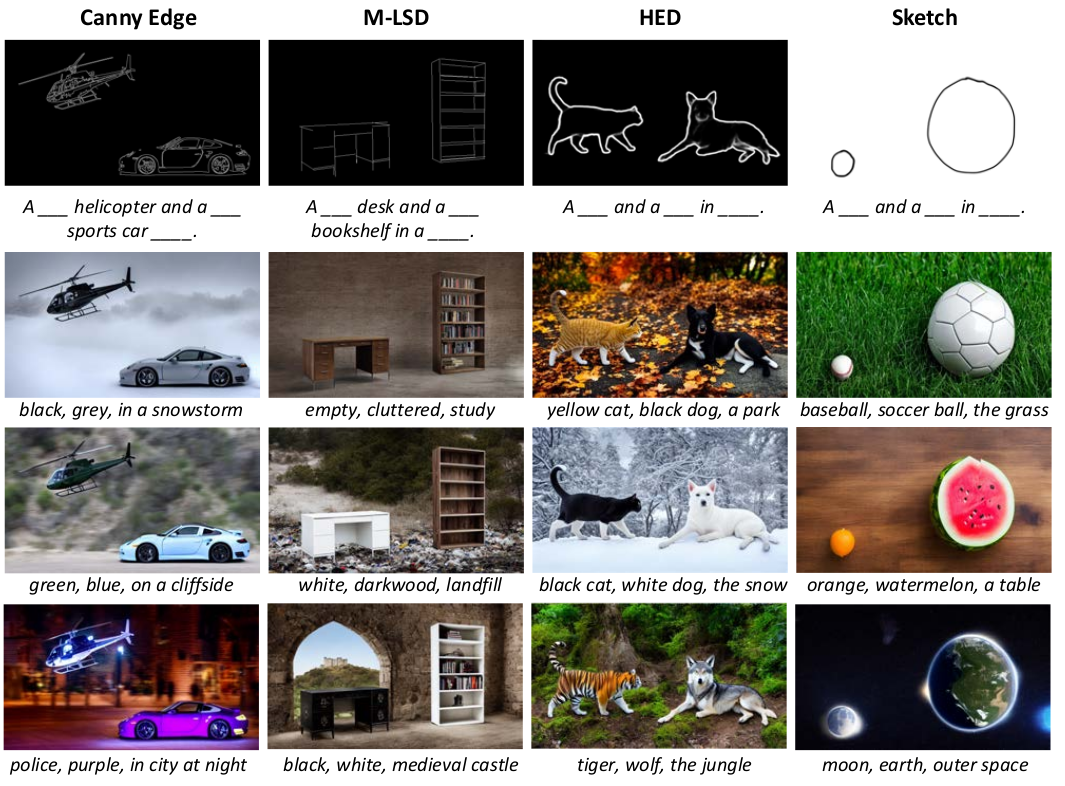 Canny Edge
M-LSD
HED
Sketch
A ___ helicopter and a ___
sports car ____.
A ___ desk and a ___
bookshelf in a ____.
A ___ and a ___ in ____.
A ___ and a ___ in ____.
black, grey, in a snowstorm
empty, cluttered, study
yellow cat, black dog, a park
baseball, soccer ball, the grass
green, blue, on a cliffside
white, darkwood, landfill
black cat, white dog, the snow
orange, watermelon, a table
police, purple, in city at night
black, white, medieval castle
tiger, wolf, the jungle
moon, earth, outer space